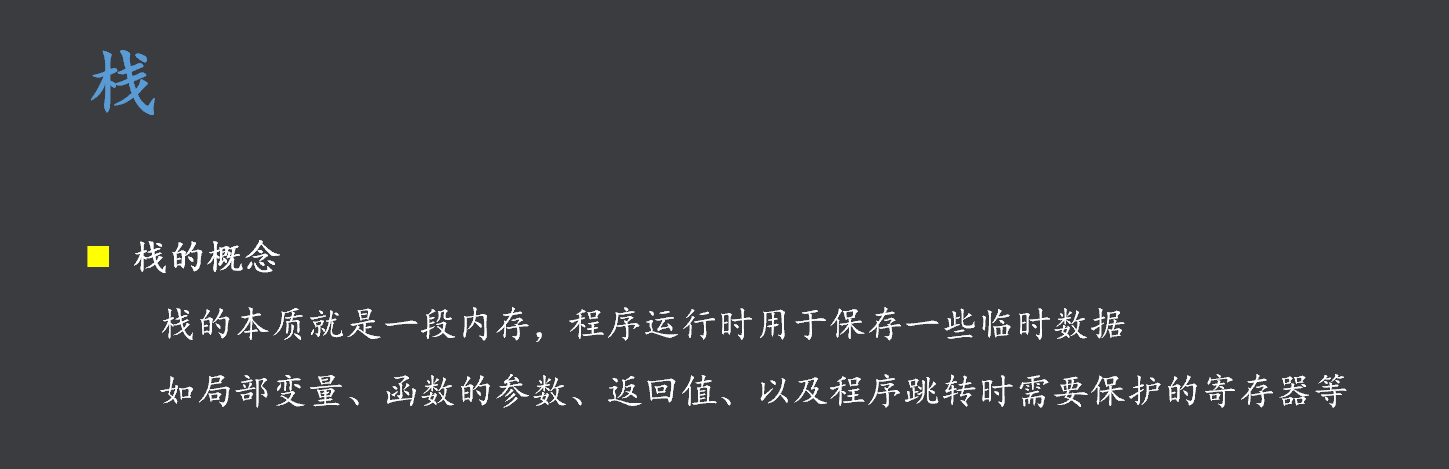 栈
栈的概念
栈的本质就是一段内存，程序运行时用于保存一些临时数据
如局部变量、函数的参数、返回值、以及程序跳转时需要保护的寄存器等